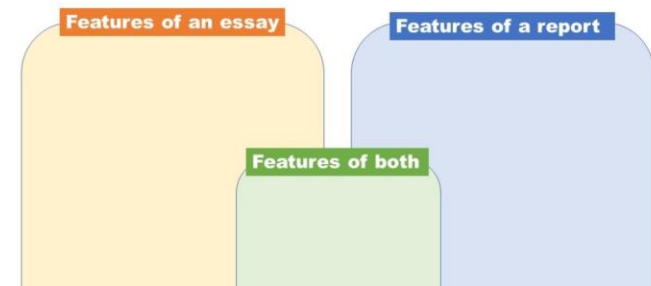 Features of an essay
Features of a report
Features of both